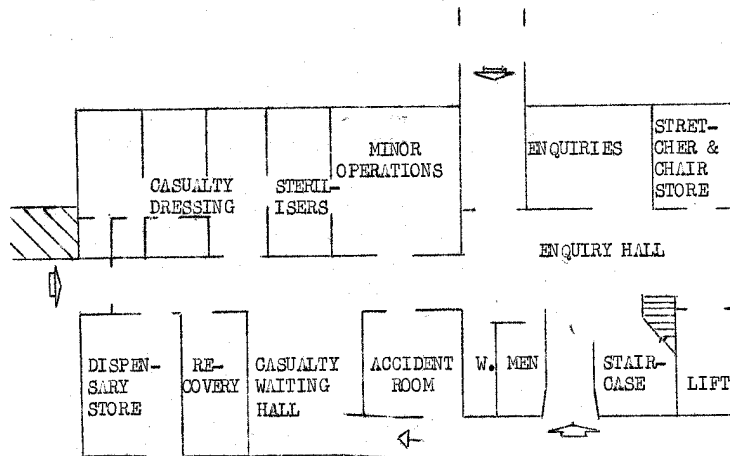 MINOR
OPERATIONS
ENQUIRIES
STRET-
CHER &
CHAIR
STORE
CASUALTY
DRESSING
STERIL-
ISERS
ENQUIRY HALL
DISPEN-
SARY
STORE
RE-
COVERY
CASUALTY
WAITING
HALL
ACCIDENT
ROOM
W.
MEN
STAIR-
CASE
LIFT